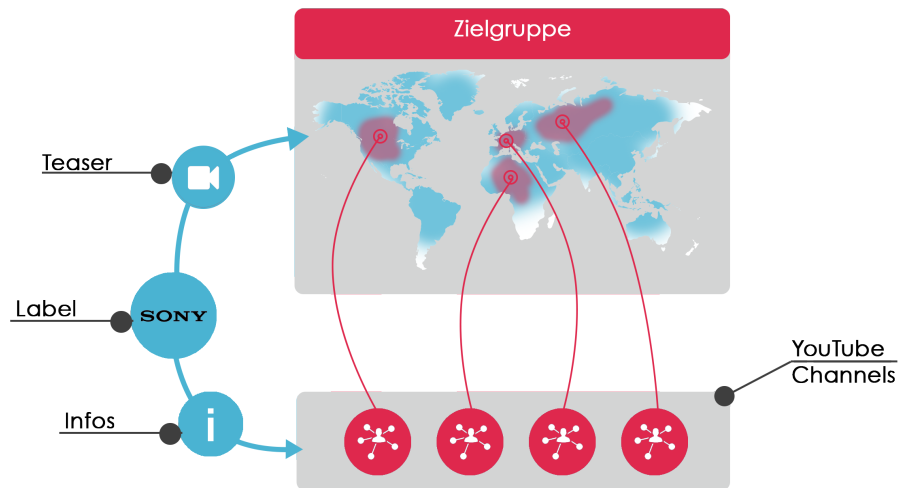 Zielgruppe
Teaser
Label
SONY
YouTube
Channels
Infos
i